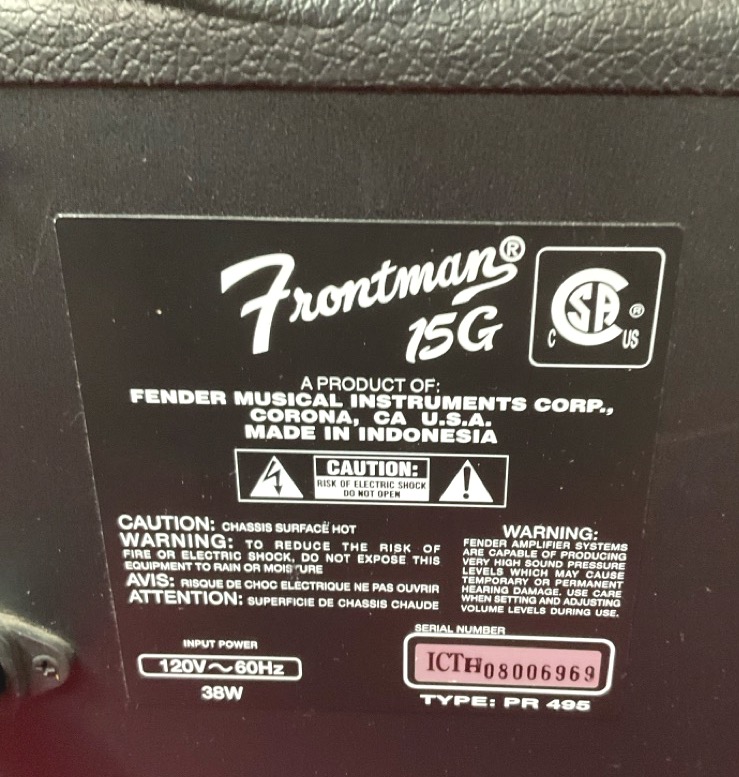 Frontman®
15G
CSA®
C US
A PRODUCT OF:
FENDER MUSICAL INSTRUMENTS CORP.,
CORONA, CA U.S.A.
MADE IN INDONESIA
CAUTION:
RISK OF ELECTRIC SHOCK
DO NOT OPEN
CAUTION: CHASSIS SURFACE HOT
WARNING: TO REDUCE THE RISK OF
FIRE OR ELECTRIC SHOCK, DO NOT EXPOSE THIS
EQUIPMENT TO RAIN OR MOISTURE
AVIS: RISQUE DE CHOC ELECTRIQUE NE PAS OUVRIR
ATTENTION: SUPERFICIE DE CHASSIS CHAUDE
WARNING:
FENDER AMPLIFIER SYSTEMS
ARE CAPABLE OF PRODUCING
VERY HIGH SOUND PRESSURE
LEVELS WHICH MAY CAUSE
TEMPORARY OR PERMANENT
HEARING DAMAGE. USE CARE
WHEN SETTING AND ADJUSTING
VOLUME LEVELS DURING USE.
INPUT POWER
120V~60Hz
38W
SERIAL NUMBER
ICTH08006969
TYPE: PR 495